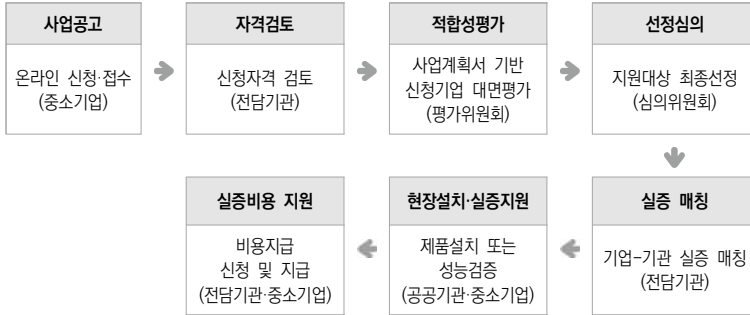 사업공고
온라인 신청·접수
(중소기업)
자격검토
신청자격 검토
(전담기관)
적합성평가
사업계획서 기반
신청기업 대면평가
(평가위원회)
선정심의
지원대상 최종선정
(심의위원회)
실증 매칭
기업-기관 실증 매칭
(전담기관)
현장설치·실증지원
제품설치 또는
성능검증
(공공기관·중소기업)
실증비용 지원
비용지급
신청 및 지급
(전담기관·중소기업)